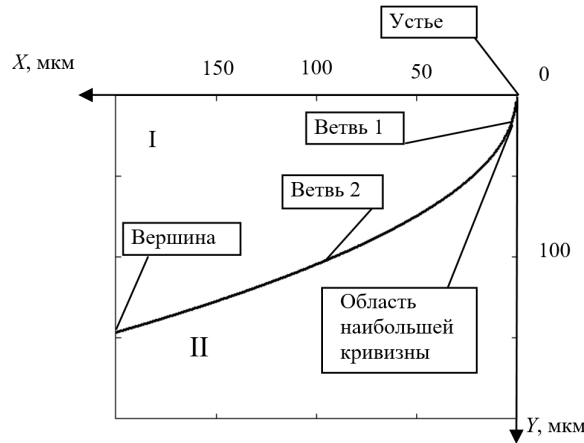 Устье
X, мкм
150
100
50
0
Ветвь 1
I
Ветвь 2
Вершина
100
Область
наибольшей
кривизны
II
Y, мкм